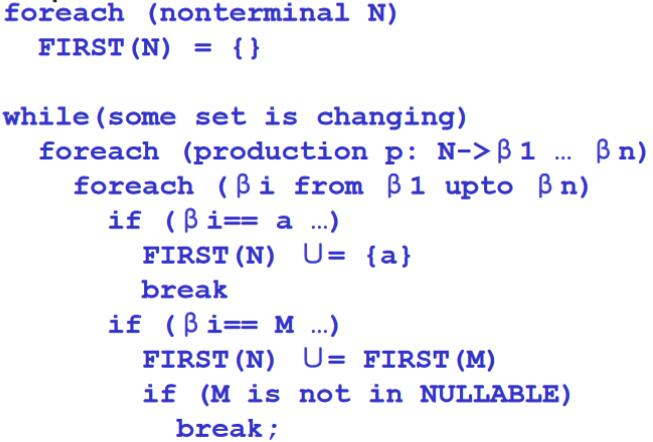 foreach (nonterminal N)
FIRST(N) = {}
while(some set is changing)
foreach (production p: N->β1 … βn)
foreach (βi from β1 upto βn)
if (βi== a …)
FIRST(N) ∪= {a}
break
if (βi== M …)
FIRST(N) ∪= FIRST(M)
if (M is not in NULLABLE)
break;